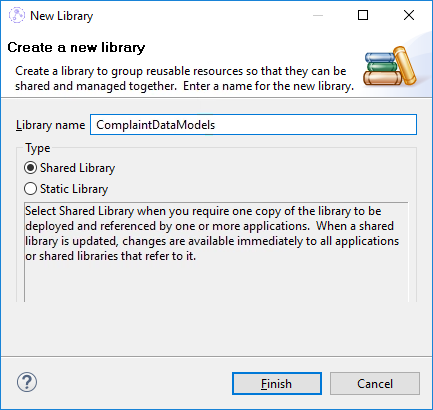 New Library
Create a new library
Create a library to group reusable resources so that they can be
shared and managed together.  Enter a name for the new library.
Library name ComplaintDataModels
Type
Shared Library
Static Library
Select Shared Library when you require one copy of the library to be
deployed and referenced by one or more applications.  When a shared
library is updated, changes are available immediately to all applications
or shared libraries that refer to it.
?
Finish Cancel